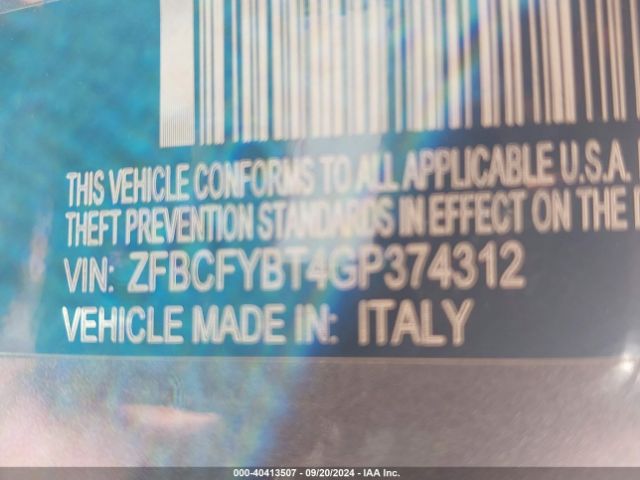 THIS VEHICLE CONFORMS TO ALL APPLICABLE U.S.A.
THEFT PREVENTION STANDARDS IN EFFECT ON THE
VIN: ZFBCFYBT4GP374312
VEHICLE MADE IN: ITALY
000-40413507 - 09/20/2024 - IAA Inc.